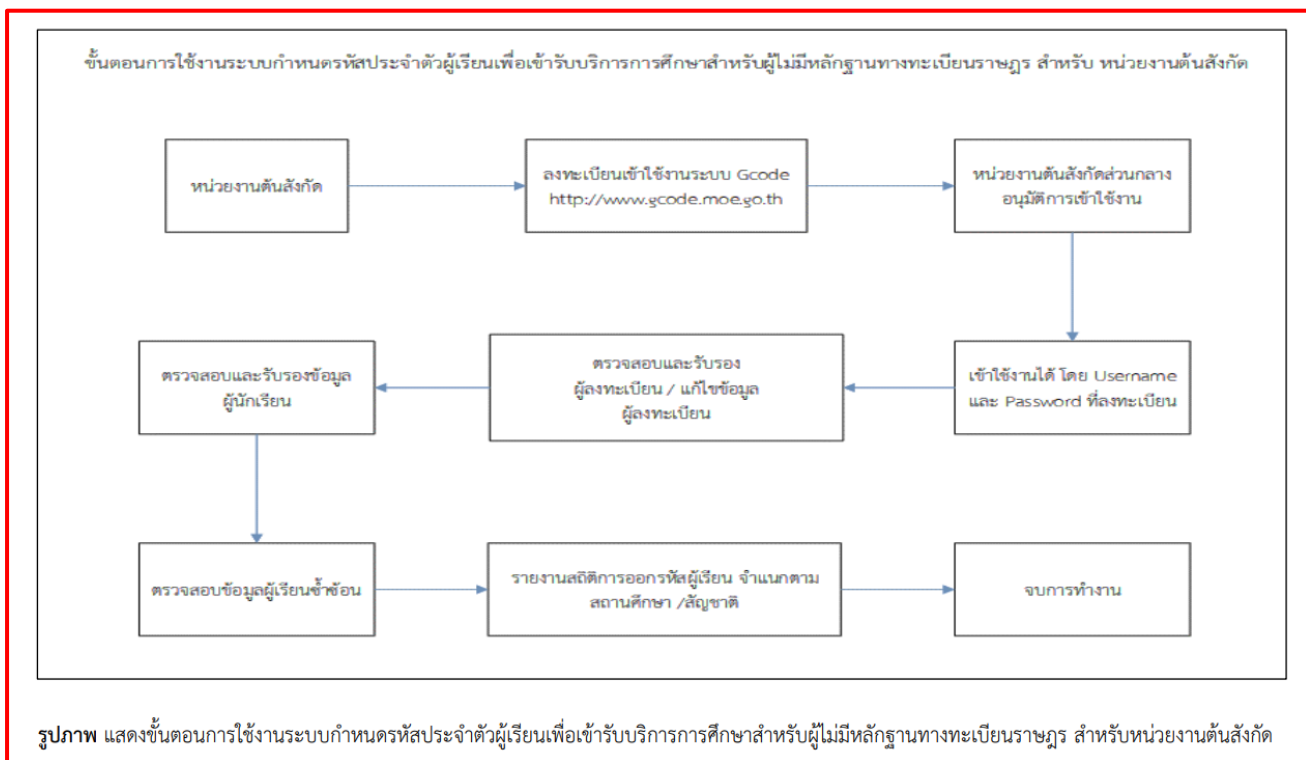 ขั้นตอนการใช้งานระบบกำหนดรหัสประจำตัวผู้เรียนเพื่อเข้ารับบริการการศึกษาสำหรับผู้ไม่มีหลักฐานทางทะเบียนราษฎร สำหรับ หน่วยงานต้นสังกัด
หน่วยงานต้นสังกัด
ลงทะเบียนเข้าใช้งานระบบ Gcode
http://www.gcode.moe.go.th
หน่วยงานต้นสังกัดส่วนกลาง
อนุมัติการเข้าใช้งาน
เข้าใช้งานได้ โดย Username
และ Password ที่ลงทะเบียน
ตรวจสอบและรับรอง
ผู้ลงทะเบียน / แก้ไขข้อมูล
ผู้ลงทะเบียน
ตรวจสอบและรับรองข้อมูล
ผู้นักเรียน
ตรวจสอบข้อมูลผู้เรียนซ้ำซ้อน
รายงานสถิติการออกรหัสผู้เรียน จำแนกตาม
สถานศึกษา /สัญชาติ
จบการทำงาน
รูปภาพ แสดงขั้นตอนการใช้งานระบบกำหนดรหัสประจำตัวผู้เรียนเพื่อเข้ารับบริการการศึกษาสำหรับผู้ไม่มีหลักฐานทางทะเบียนราษฎร สำหรับหน่วยงานต้นสังกัด